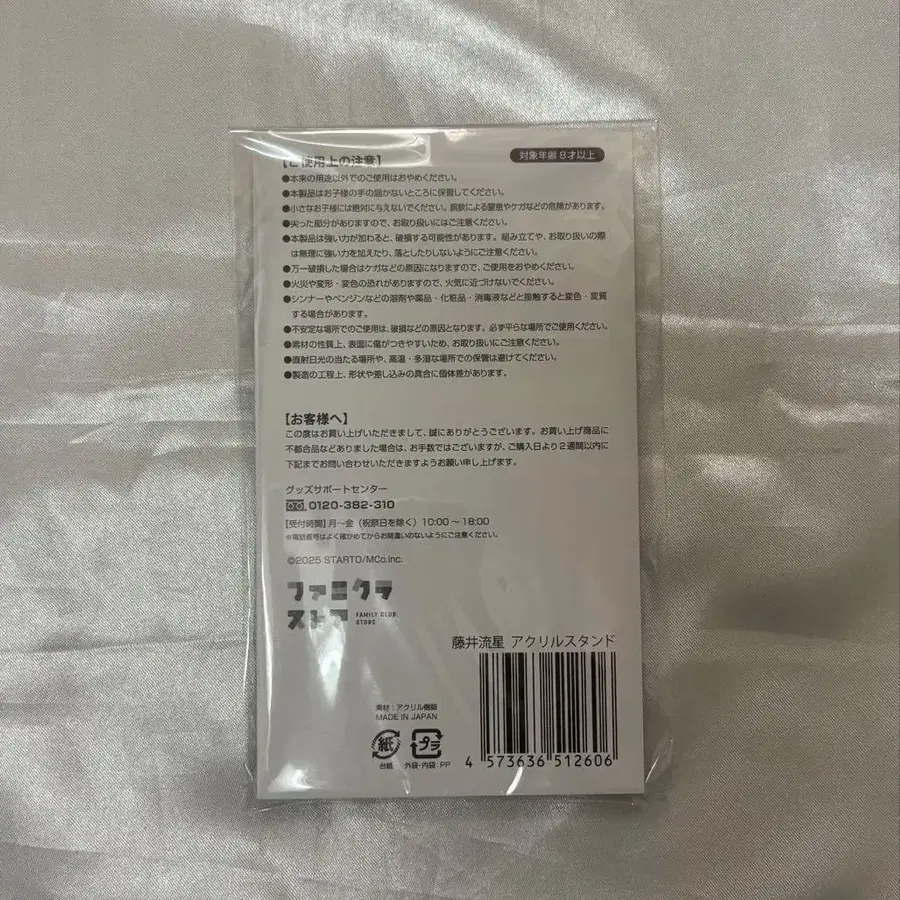 【ご使用上の注意】
対象年齢 8才以上
●本来の用途以外でのご使用はおやめください。
●本製品はお子様の手の届かないところに保管してください。
●小さなお子様には絶対に与えないでください。誤飲による窒息やケガなどの危険があります。
●尖った部分がありますので、お取り扱いにはご注意ください。
●本製品は強い力が加わると、破損する可能性があります。組み立てや、お取り扱いの際
は無理に強い力を加えたり、落としたりしないようにご注意ください。
●万一破損した場合はケガなどの原因になりますので、ご使用をおやめください。
●火災や変形・変色の恐れがありますので、火気に近づけないでください。
●シンナーやベンジンなどの溶剤や薬品・化粧品・消毒液などと接触すると変色・変質
する場合があります。
●不安定な場所でのご使用は、破損などの原因となります。必ず平らな場所でご使用ください。
●素材の性質上、表面に傷がつきやすいため、お取り扱いにご注意ください。
●直射日光の当たる場所や、高温・多湿な場所での保管は避けてください。
●製造の工程上、形状や差し込みの具合に個体差があります。
【お客様へ】
この度はお買い上げいただきまして、誠にありがとうございます。お買い上げ商品に
不都合品などありました場合は、お手数ではございますが、ご購入日より2週間以内に
下記までお問い合わせいただきますようお願い申し上げます。
グッズサポートセンター
0120-382-310
【受付時間】月～金（祝祭日を除く）10:00～18:00
※電話番号はよく確かめてからお間違いのないようにご注意ください。
©2025 STARTO/MCo.inc.
ファミクラ
ストア FAMILY CLUB
STORE
藤井流星 アクリルスタンド
素材：アクリル樹脂
MADE IN JAPAN
紙 プラ
台紙 外袋・内袋：PP
4 573636 512606